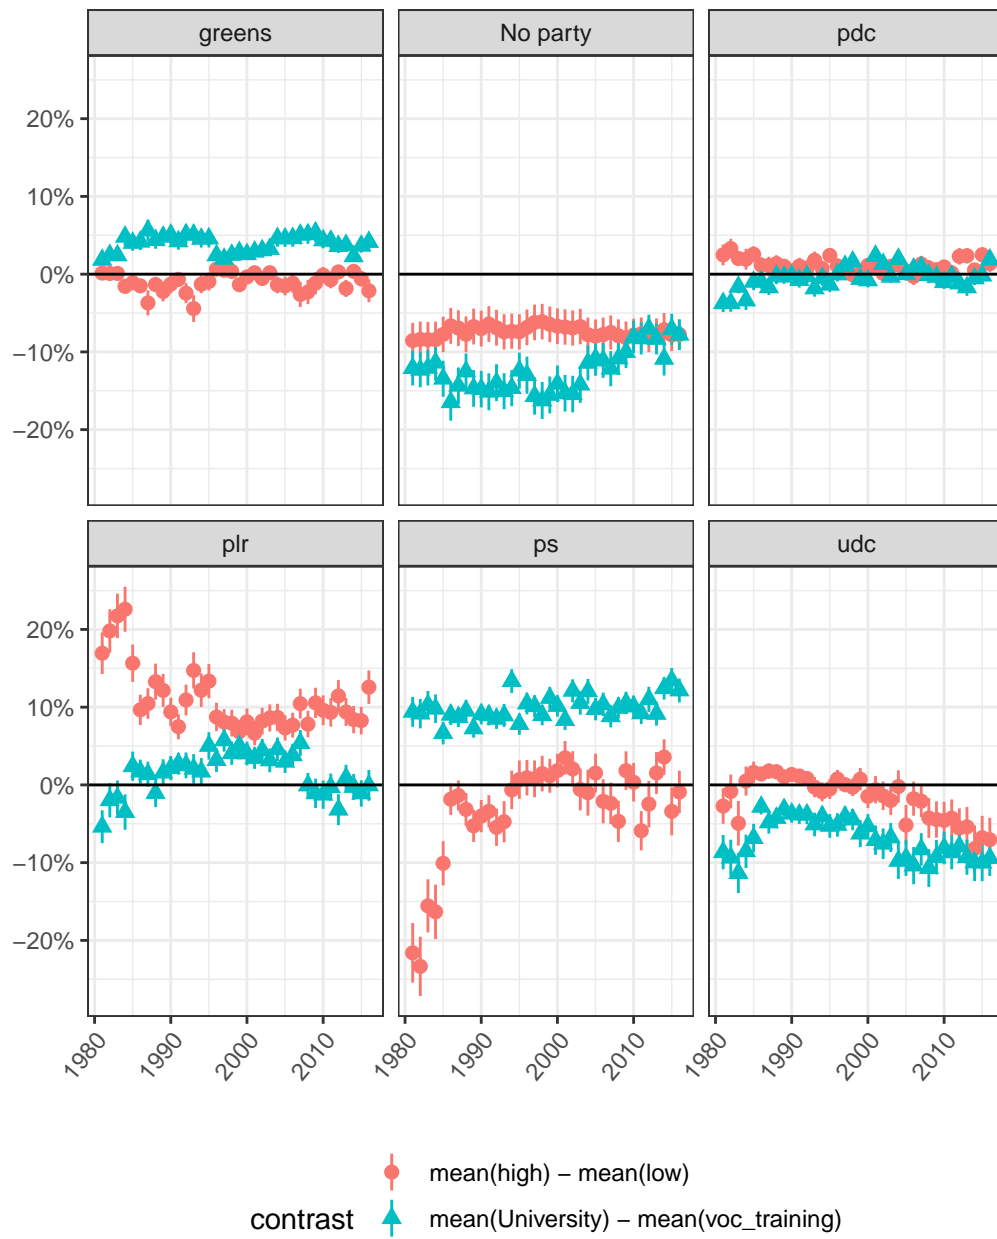 greens No party pdc
20%
10%
0%
−10%
−20%
plr ps udc
20%
10%
0%
−10%
−20%
1980 1990 2000 2010 1980 1990 2000 2010 1980 1990 2000 2010
mean(high) − mean(low)
contrast mean(University) − mean(voc_training)